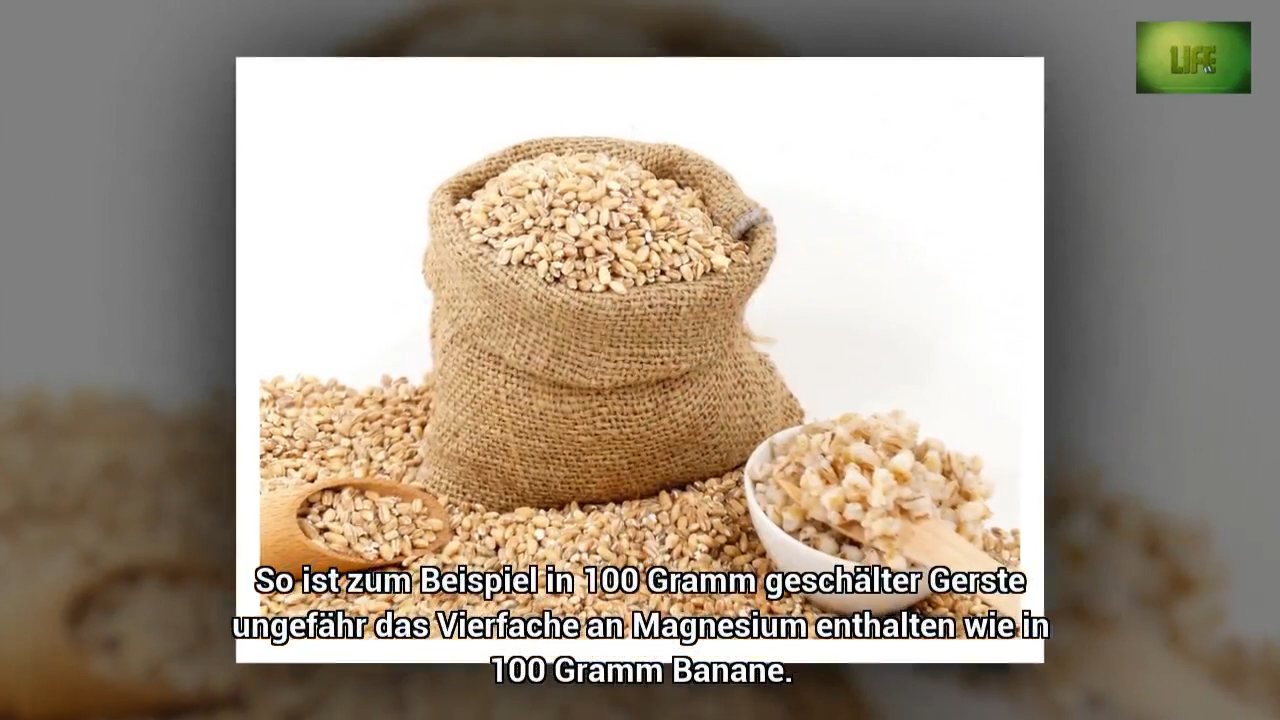 LIFE
So ist zum Beispiel in 100 Gramm geschälter Gerste
ungefähr das Vierfache an Magnesium enthalten wie in
100 Gramm Banane.